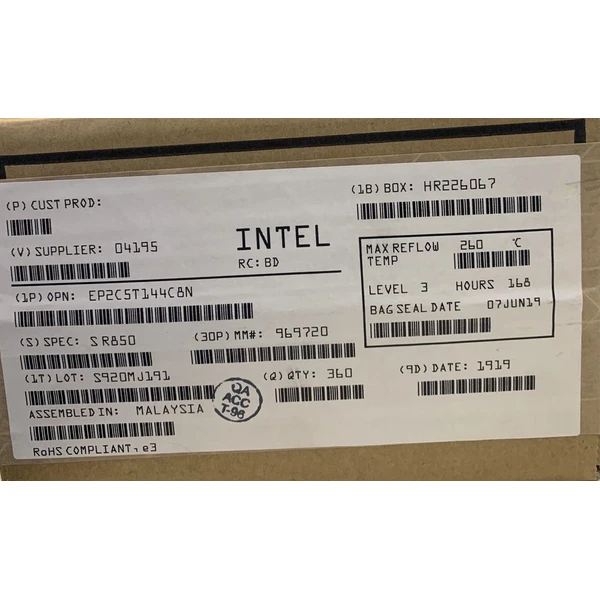 (P) CUST PROD:
(1B) BOX: HR226067
(V) SUPPLIER: 04195
INTEL
RC: BD
MAX REFLOW TEMP 260 °C
LEVEL 3 HOURS 168
BAG SEAL DATE 07JUN19
(1P) OPN: EP2C5T144C8N
(S) SPEC: S R850
(30P) MM#: 969720
(1T) LOT: S920MJ191
(Q) QTY: 360
(9D) DATE: 1919
ASSEMBLED IN: MALAYSIA
QA
ACC
T-96
RoHS COMPLIANT, e3